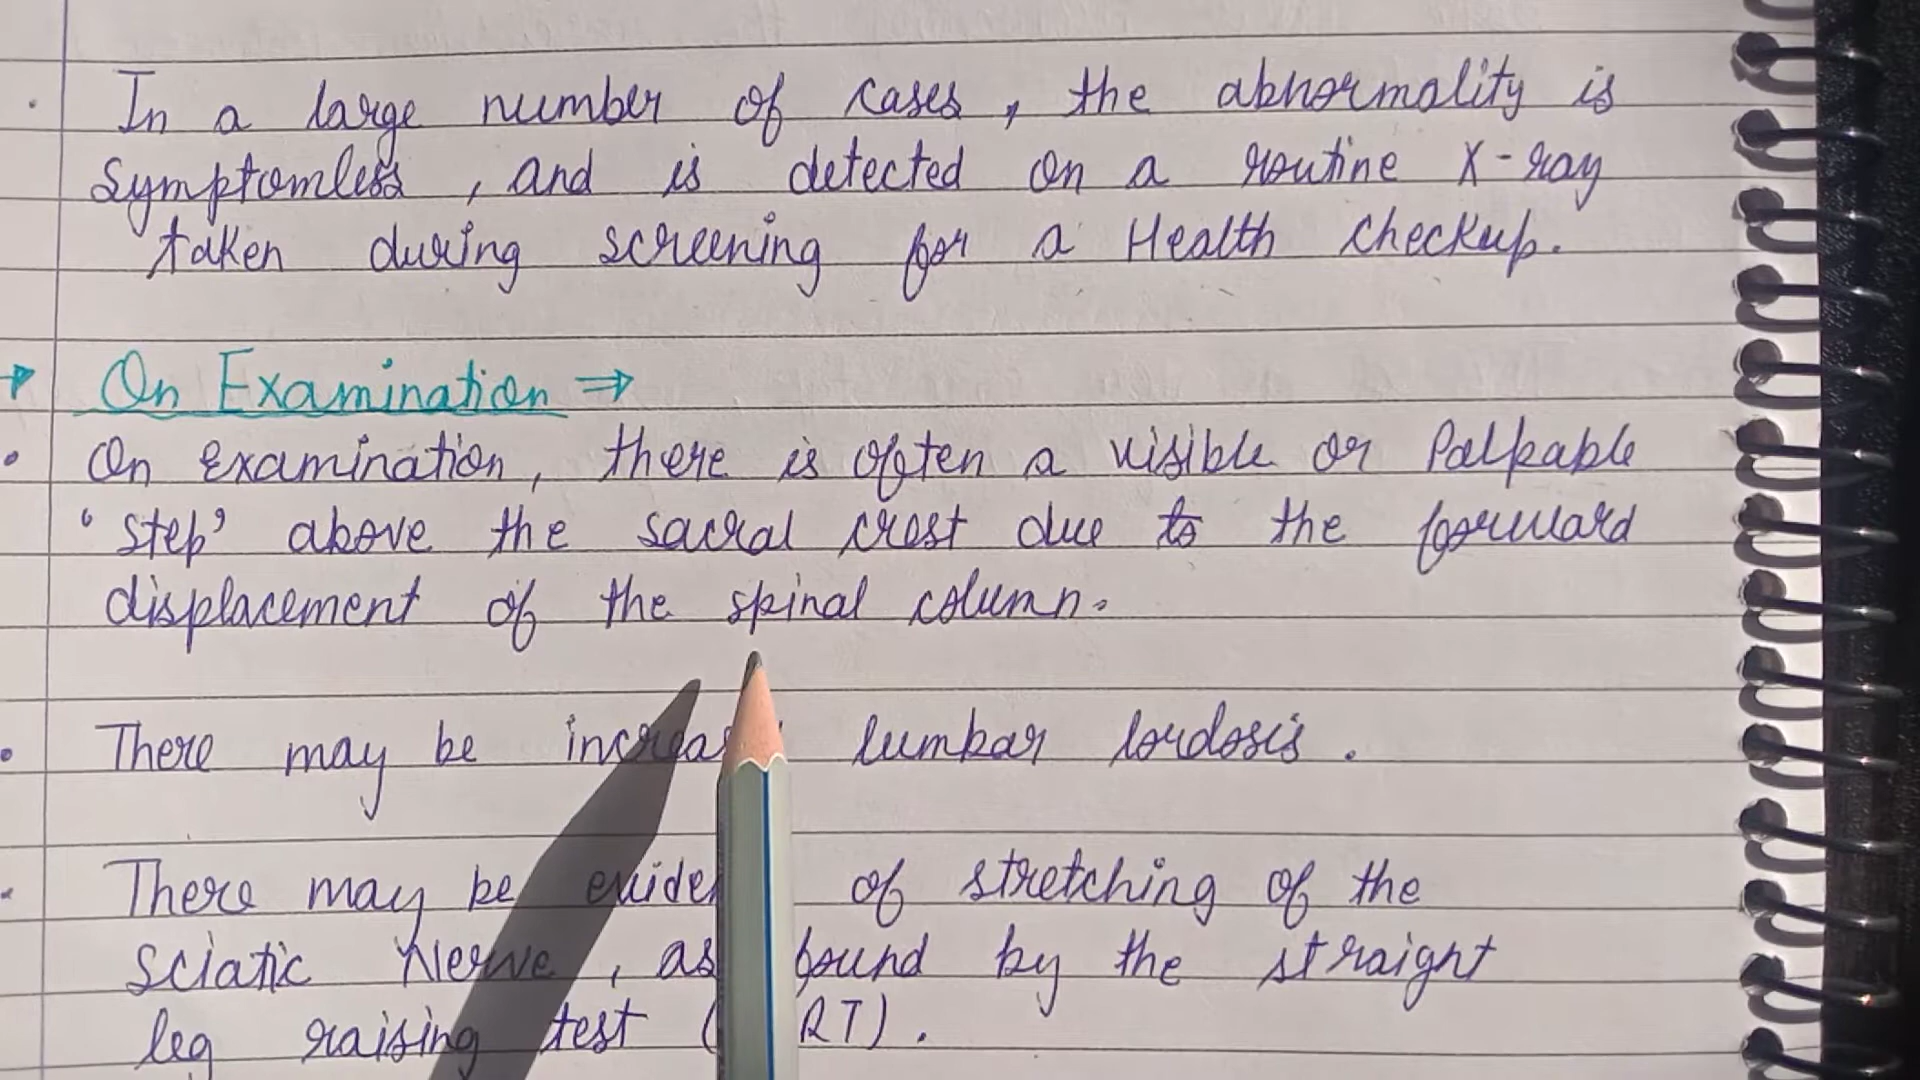 In a large number of cases, the abnormality is
symptomless, and is detected on a routine X-ray
taken during screening for a Health checkup.
On Examination ⇒
On examination, there is often a visible or Palpable
'step' above the sacral crest due to the forward
displacement of the spinal column.
There may be lumbar lordosis.
There may be of stretching of the
sciatic Nerve, as found by the straight
leg raising test ( RT).